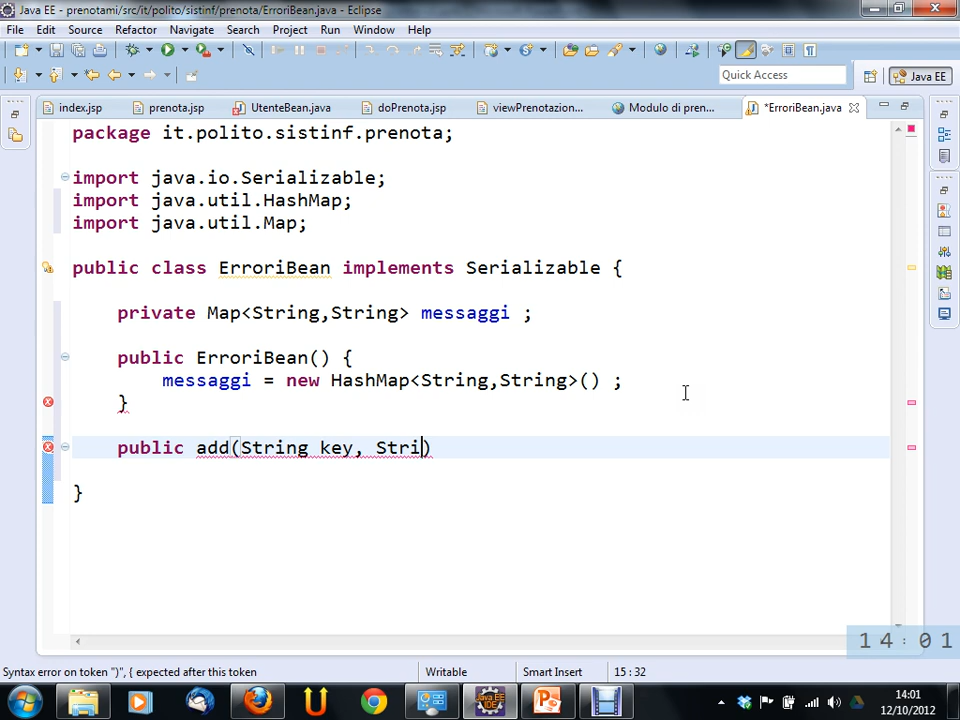 Java EE - prenotami/src/it/polito/sistinf/prenota/ErroriBean.java - Eclipse
File Edit Source Refactor Navigate Search Project Run Window Help
Quick Access
Java EE
index.jsp prenota.jsp UtenteBean.java doPrenota.jsp viewPrenotazion... Modulo di pren... *ErroriBean.java
package it.polito.sistinf.prenota;
import java.io.Serializable;
import java.util.HashMap;
import java.util.Map;
public class ErroriBean implements Serializable {
private Map<String,String> messaggi ;
public ErroriBean() {
messaggi = new HashMap<String,String>() ;
}
public add(String key, Stri)
}
14:01
Syntax error on token "}", { expected after this token
Writable
Smart Insert
15 : 32
14:01
12/10/2012